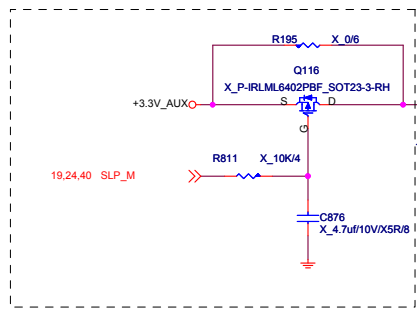 R195 X_0/6
Q116
X_P-IRLML6402PBF_SOT23-3-RH
+3.3V_AUX S D
G
R811 X_10K/4
19,24,40 SLP_M
C876
X_4.7uf/10V/X5R/8